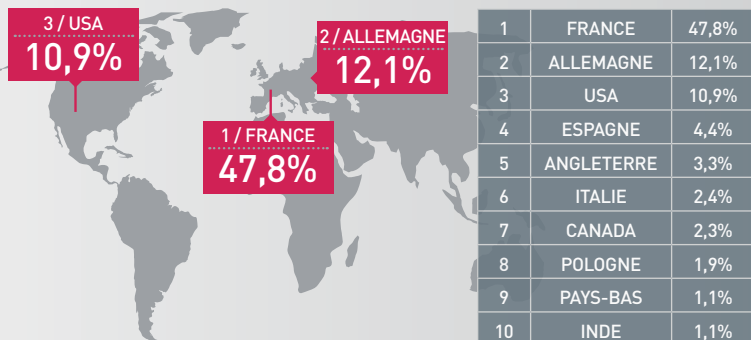 3 / USA
10,9%
2 / ALLEMAGNE
12,1%
1 / FRANCE
47,8%
1 FRANCE 47,8%
2 ALLEMAGNE 12,1%
3 USA 10,9%
4 ESPAGNE 4,4%
5 ANGLETERRE 3,3%
6 ITALIE 2,4%
7 CANADA 2,3%
8 POLOGNE 1,9%
9 PAYS-BAS 1,1%
10 INDE 1,1%